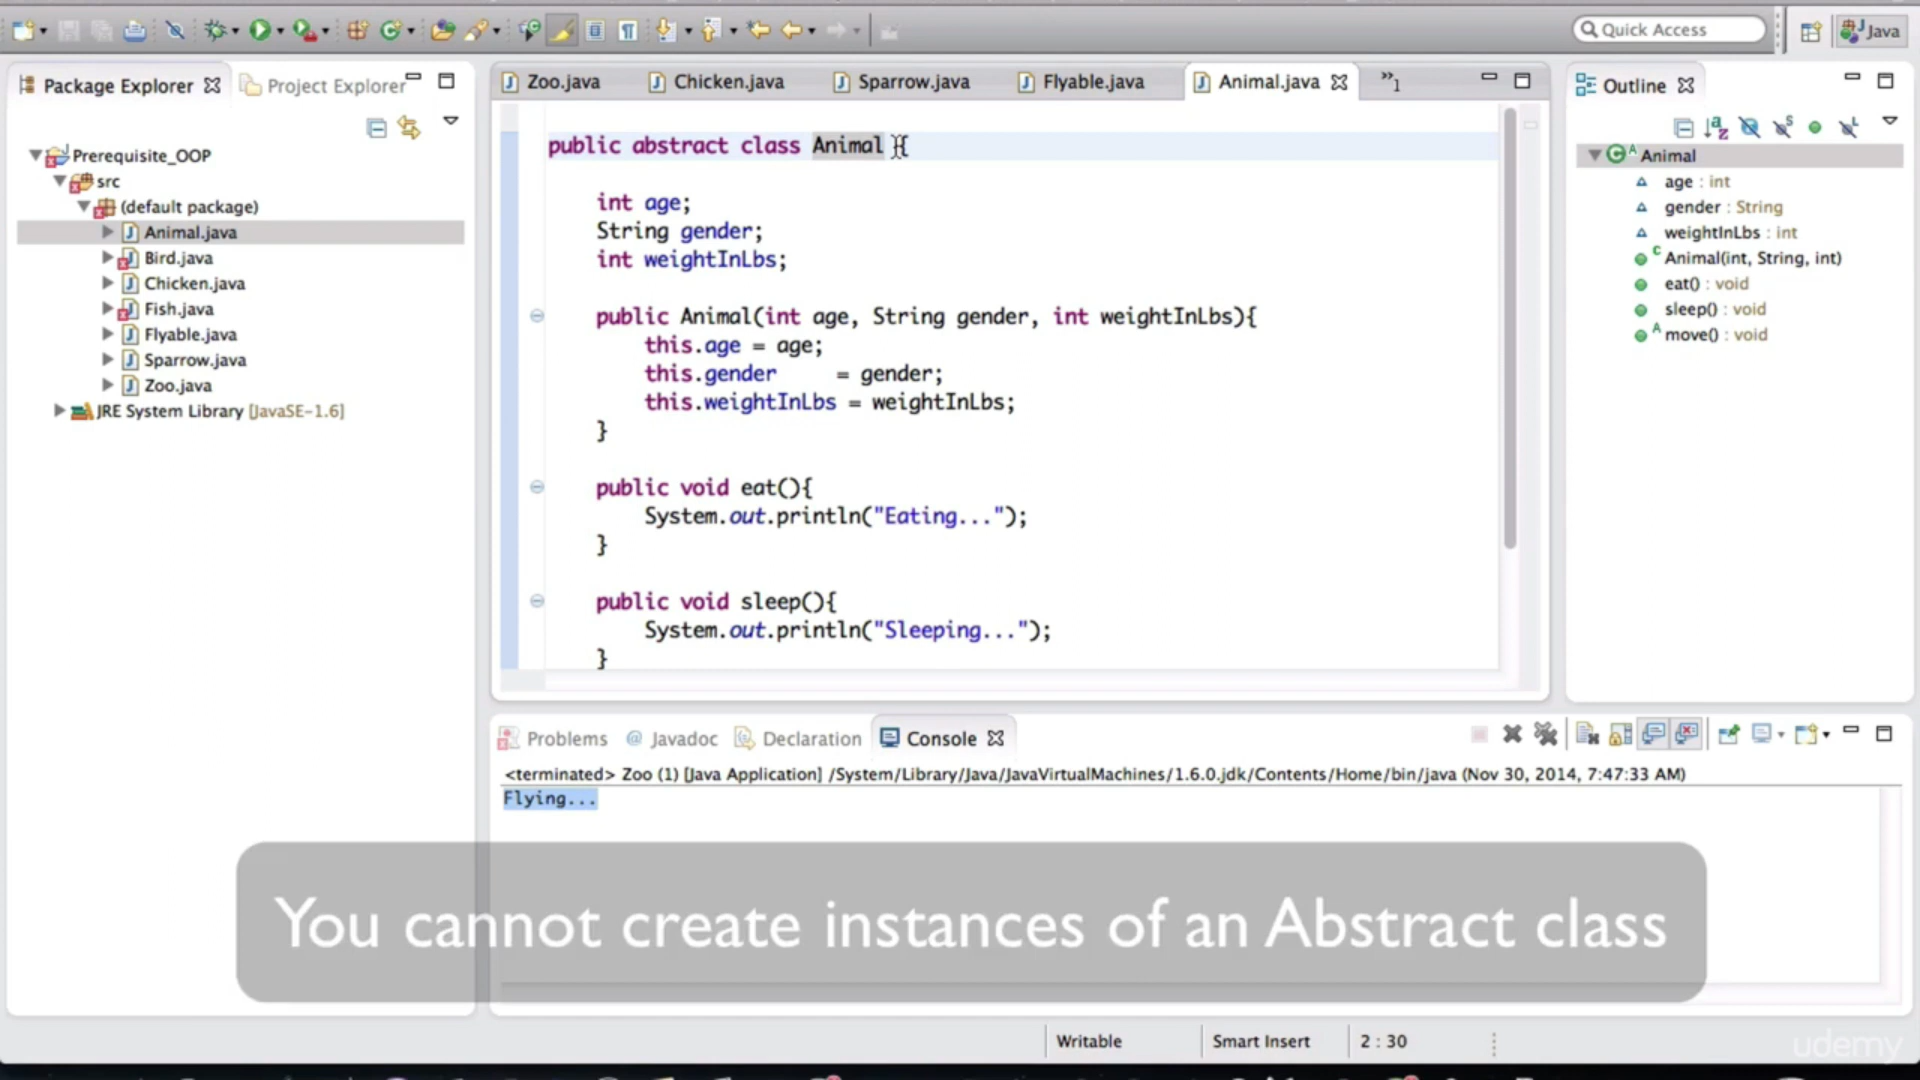 Quick Access
Java
Package Explorer
Project Explorer
Prerequisite_OOP
src
(default package)
Animal.java
Bird.java
Chicken.java
Fish.java
Flyable.java
Sparrow.java
Zoo.java
JRE System Library [JavaSE-1.6]
Zoo.java
Chicken.java
Sparrow.java
Flyable.java
Animal.java
»1
public abstract class Animal {
int age;
String gender;
int weightInLbs;
public Animal(int age, String gender, int weightInLbs){
this.age = age;
this.gender     = gender;
this.weightInLbs = weightInLbs;
}
public void eat(){
System.out.println("Eating...");
}
public void sleep(){
System.out.println("Sleeping...");
}
Outline
Animal
age : int
gender : String
weightInLbs : int
Animal(int, String, int)
eat() : void
sleep() : void
move() : void
Problems
@ Javadoc
Declaration
Console
<terminated> Zoo (1) [Java Application] /System/Library/Java/JavaVirtualMachines/1.6.0.jdk/Contents/Home/bin/java (Nov 30, 2014, 7:47:33 AM)
Flying...
You cannot create instances of an Abstract class
Writable
Smart Insert
2 : 30
udemy